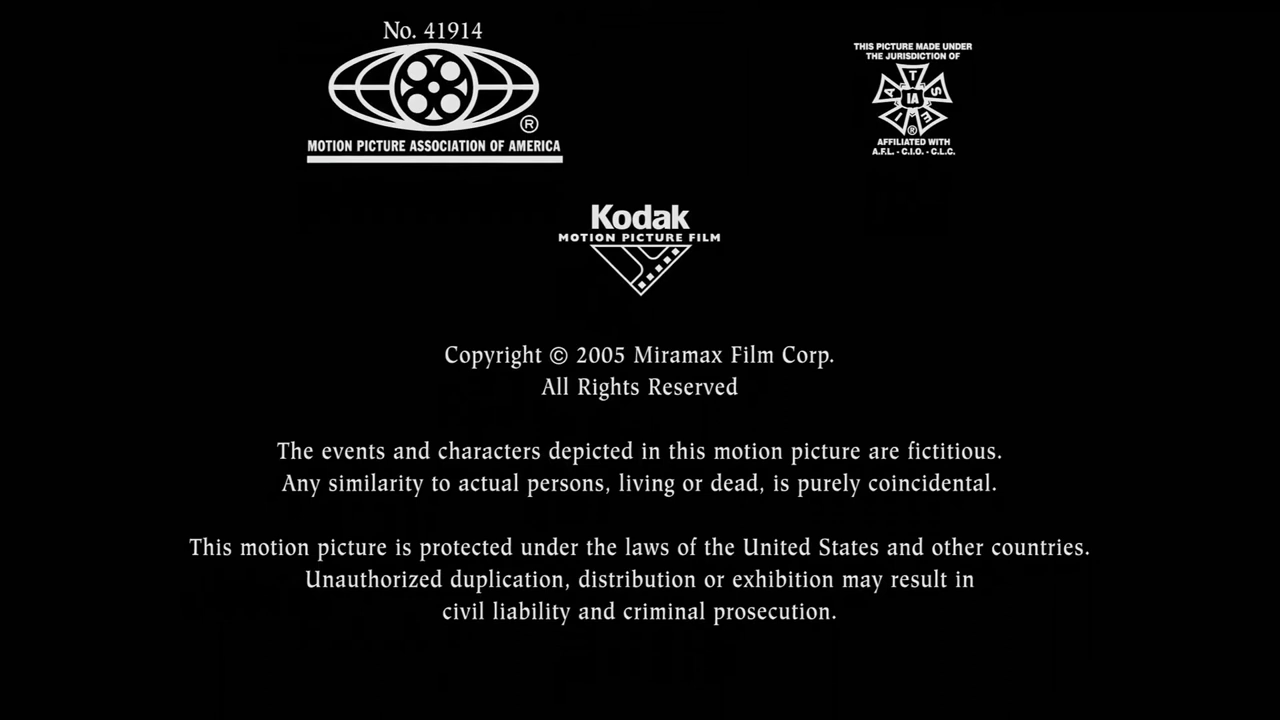 No. 41914
®
MOTION PICTURE ASSOCIATION OF AMERICA
THIS PICTURE MADE UNDER
THE JURISDICTION OF
I A T S E
IA
®
AFFILIATED WITH
A.F.L. - C.I.O. - C.L.C.
Kodak
MOTION PICTURE FILM
Copyright © 2005 Miramax Film Corp.
All Rights Reserved
The events and characters depicted in this motion picture are fictitious.
Any similarity to actual persons, living or dead, is purely coincidental.
This motion picture is protected under the laws of the United States and other countries.
Unauthorized duplication, distribution or exhibition may result in
civil liability and criminal prosecution.